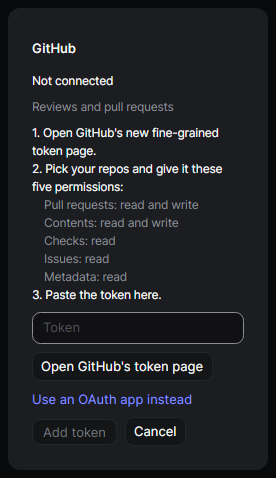 GitHub
Not connected
Reviews and pull requests
1. Open GitHub's new fine-grained
token page.
2. Pick your repos and give it these
five permissions:
Pull requests: read and write
Contents: read and write
Checks: read
Issues: read
Metadata: read
3. Paste the token here.
Token
Open GitHub's token page
Use an OAuth app instead
Add token
Cancel